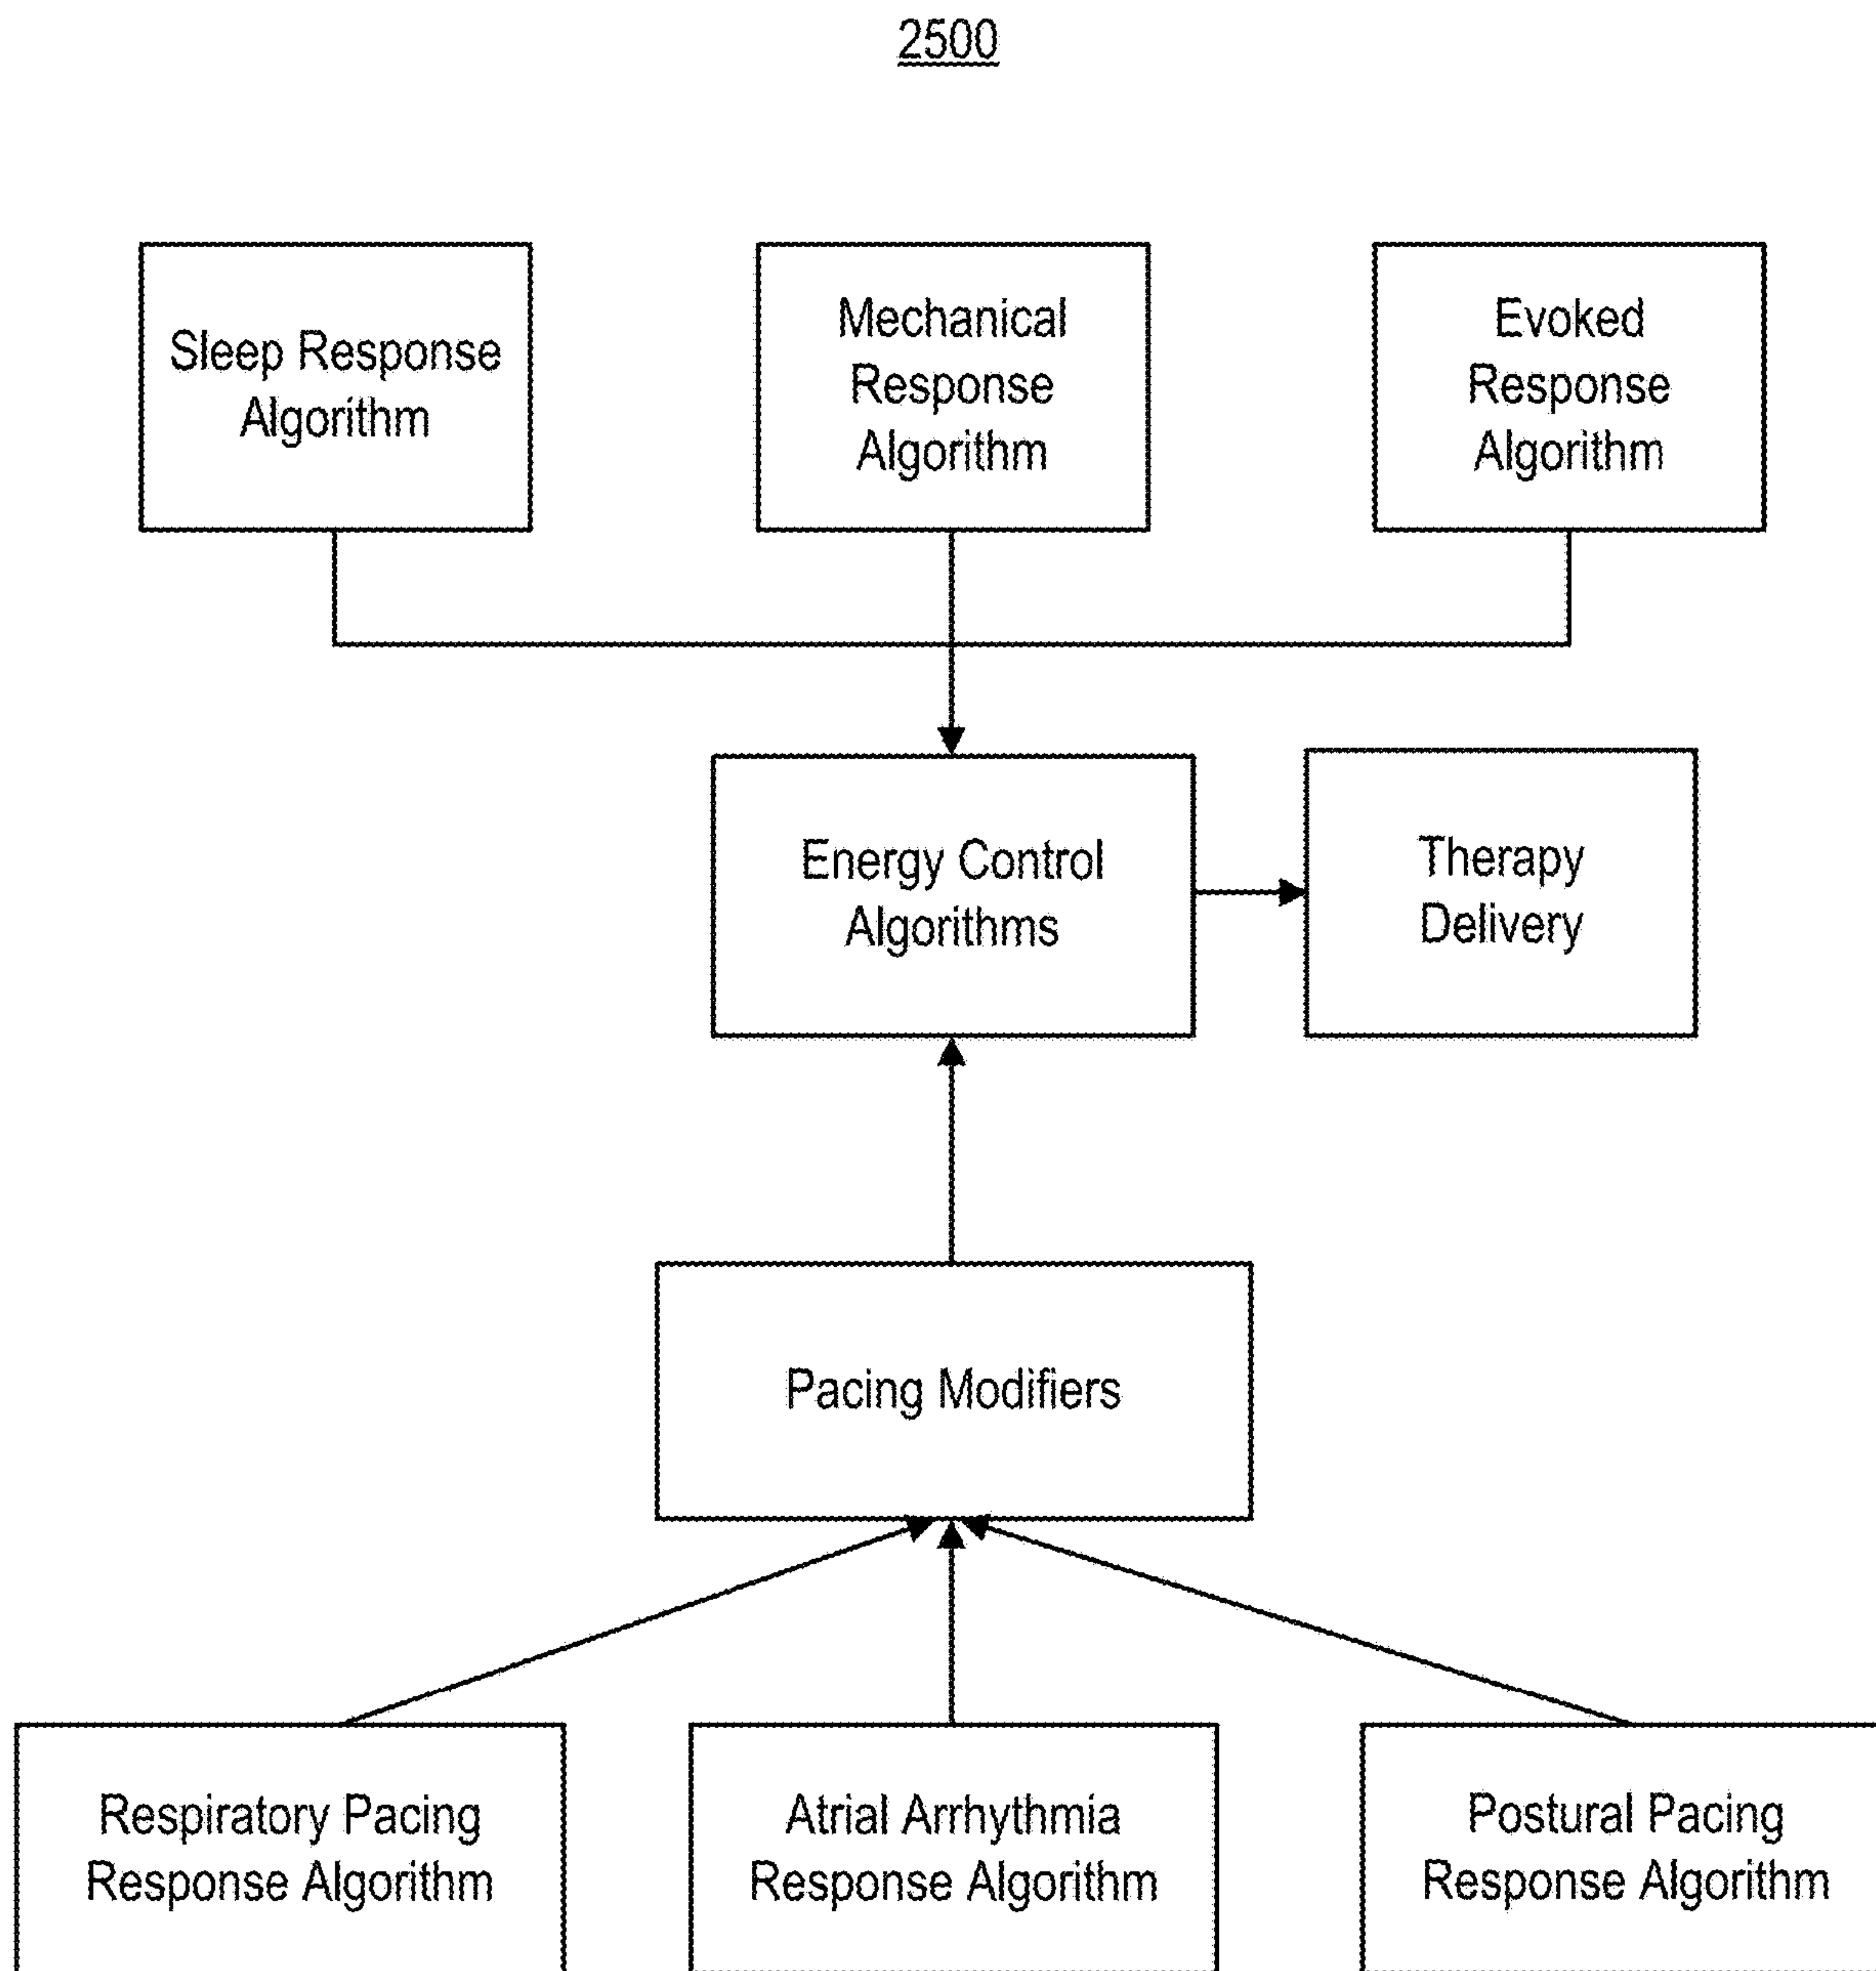 2500
Sleep Response
Algorithm
Mechanical
Response
Algorithm
Evoked
Response
Algorithm
Energy Control
Algorithms
Therapy
Delivery
Pacing Modifiers
Respiratory Pacing
Response Algorithm
Atrial Arrhythmia
Response Algorithm
Postural Pacing
Response Algorithm